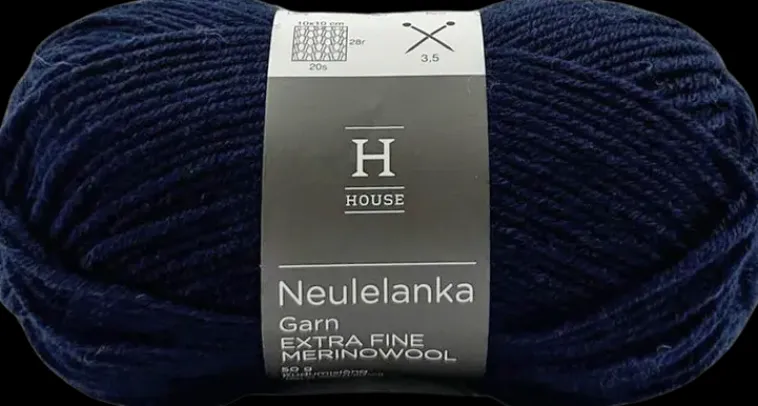 10x10 cm
28r
20s
3,5
H
HOUSE
Neulelanka
Garn
EXTRA FINE
MERINOWOOL
50 g